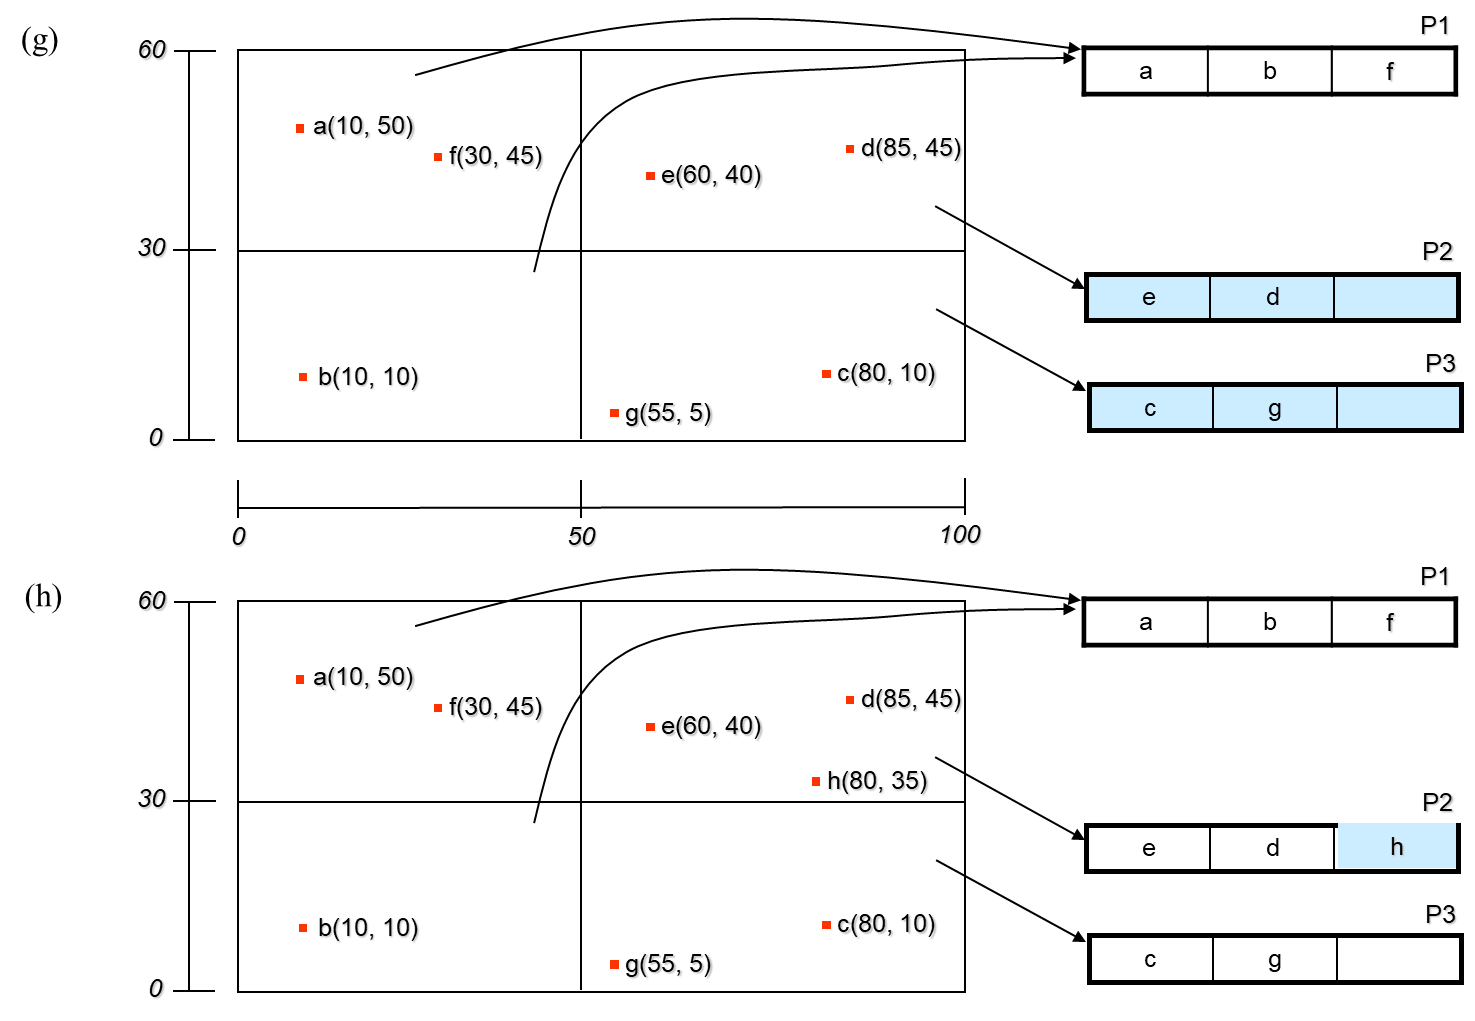 (g)
P1
60
a b f
a(10, 50)
f(30, 45)
d(85, 45)
e(60, 40)
30
P2
e d
P3
b(10, 10)
c(80, 10)
c g
g(55, 5)
0
0 50 100
(h)
P1
60
a b f
a(10, 50)
f(30, 45)
d(85, 45)
e(60, 40)
h(80, 35)
30
P2
e d h
P3
b(10, 10)
c(80, 10)
c g
g(55, 5)
0